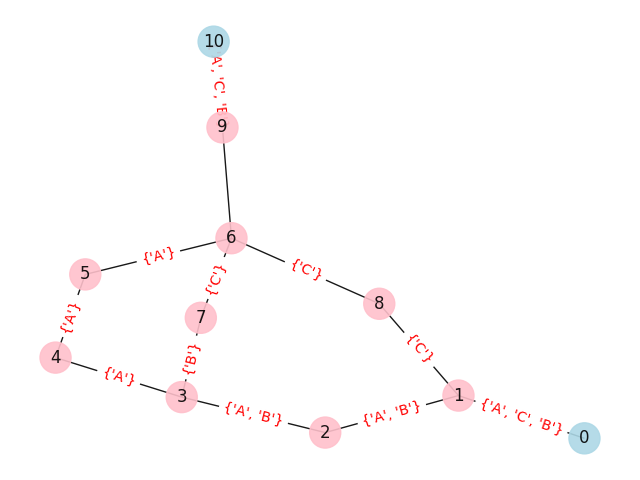 10
A', 'C', 'B
9
6
{'A'}
5
{'C'}
{'C'}
8
7
{'A'}
{'C'}
4
{'B'}
{'A'}
3
1
{'A', 'B'}
{'A', 'B'}
{'A', 'C', 'B'}
2
0